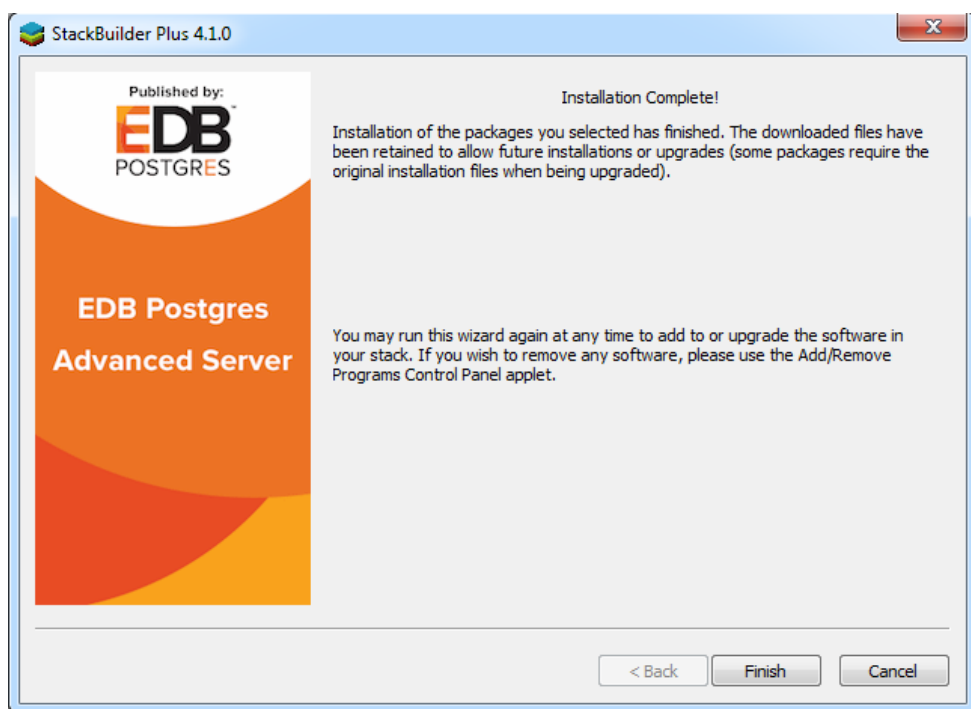 StackBuilder Plus 4.1.0
Published by:
EDB™
POSTGRES
EDB Postgres
Advanced Server
Installation Complete!
Installation of the packages you selected has finished. The downloaded files have
been retained to allow future installations or upgrades (some packages require the
original installation files when being upgraded).
You may run this wizard again at any time to add to or upgrade the software in
your stack. If you wish to remove any software, please use the Add/Remove
Programs Control Panel applet.
< Back
Finish
Cancel